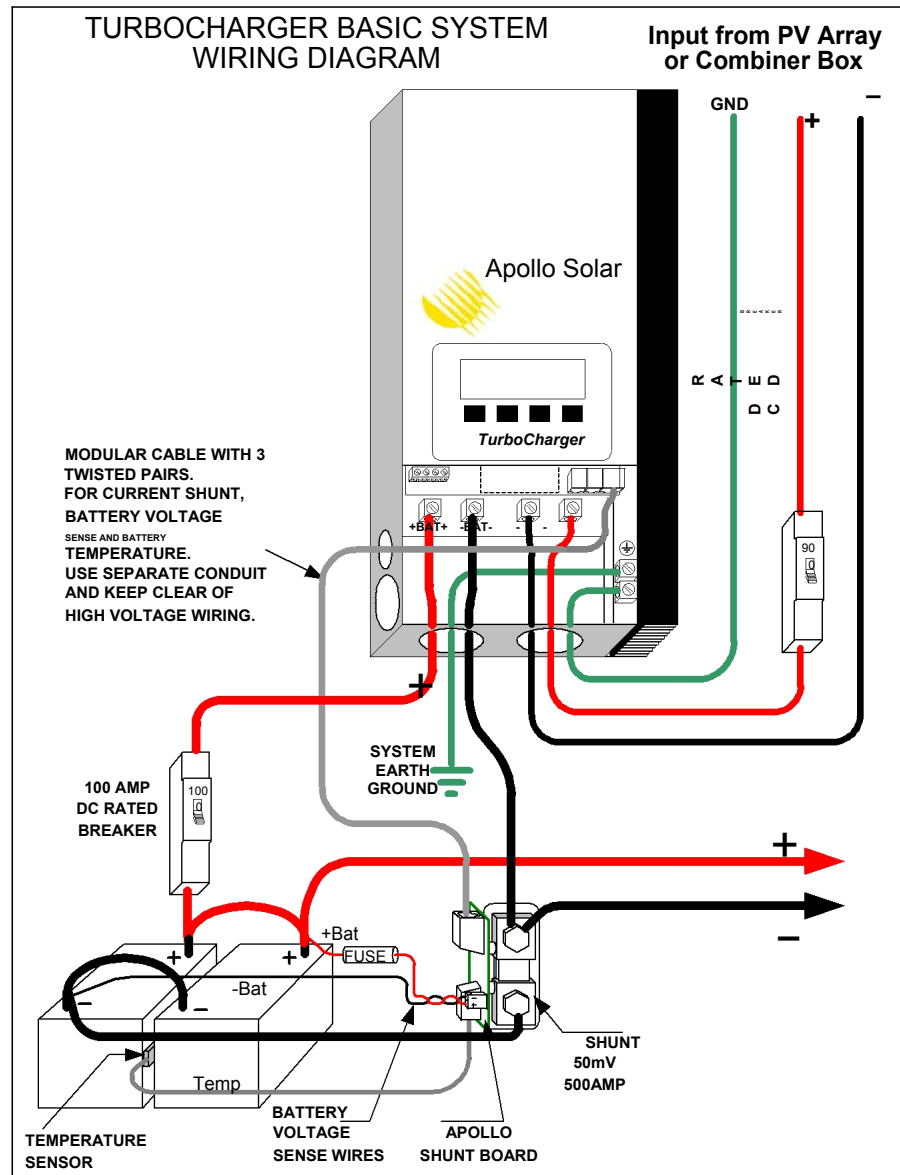 TURBOCHARGER BASIC SYSTEM
WIRING DIAGRAM
Input from PV Array
or Combiner Box
GND
+
−
Apollo Solar
BREAKER
RATED
DC
TurboCharger
MODULAR CABLE WITH 3
TWISTED PAIRS.
FOR CURRENT SHUNT,
BATTERY VOLTAGE
SENSE AND BATTERY
TEMPERATURE.
USE SEPARATE CONDUIT
AND KEEP CLEAR OF
HIGH VOLTAGE WIRING.
+BAT+
-BAT-
-
-
90
+
SYSTEM
EARTH
GROUND
100 AMP
DC RATED
BREAKER
100
+
−
+
+
+Bat
FUSE
-Bat
−
−
-
+
SHUNT
50mV
500AMP
Temp
BATTERY
VOLTAGE
SENSE WIRES
APOLLO
SHUNT BOARD
TEMPERATURE
SENSOR